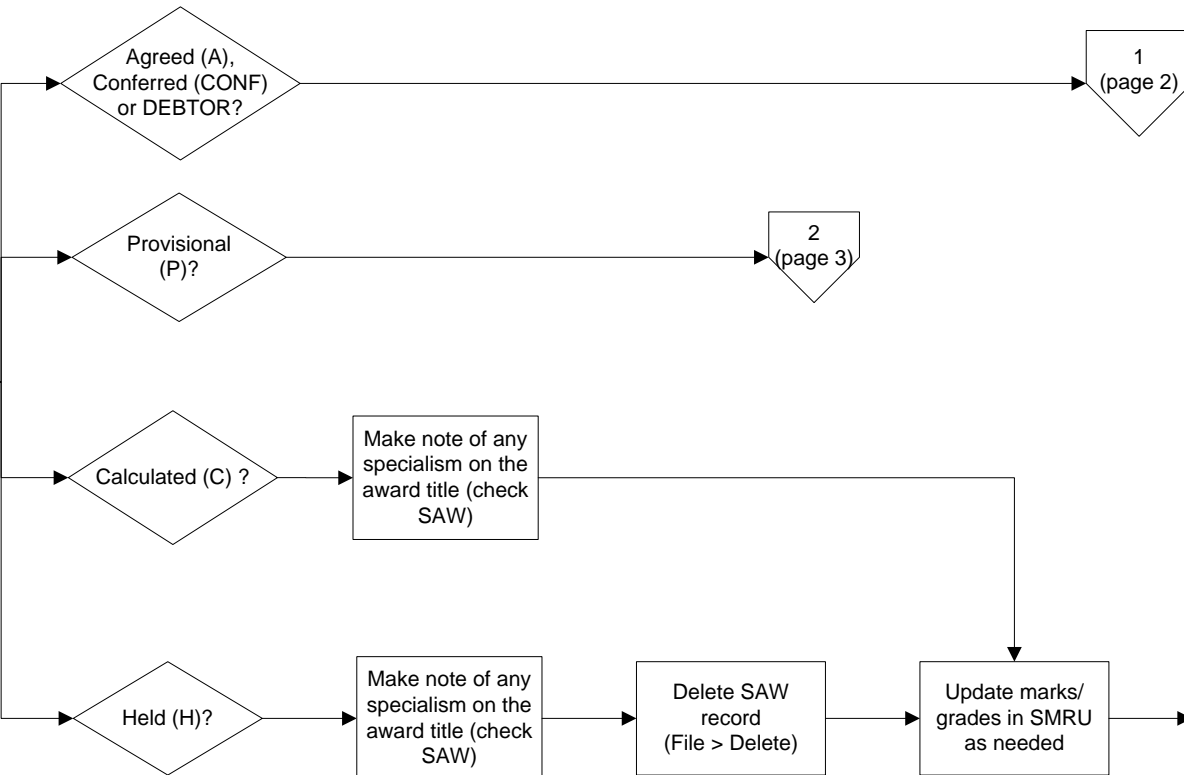 Agreed (A),
Conferred (CONF)
or DEBTOR?
1
(page 2)
Provisional
(P)?
2
(page 3)
Calculated (C) ?
Make note of any
specialism on the
award title (check
SAW)
Held (H)?
Make note of any
specialism on the
award title (check
SAW)
Delete SAW
record
(File > Delete)
Update marks/
grades in SMRU
as needed